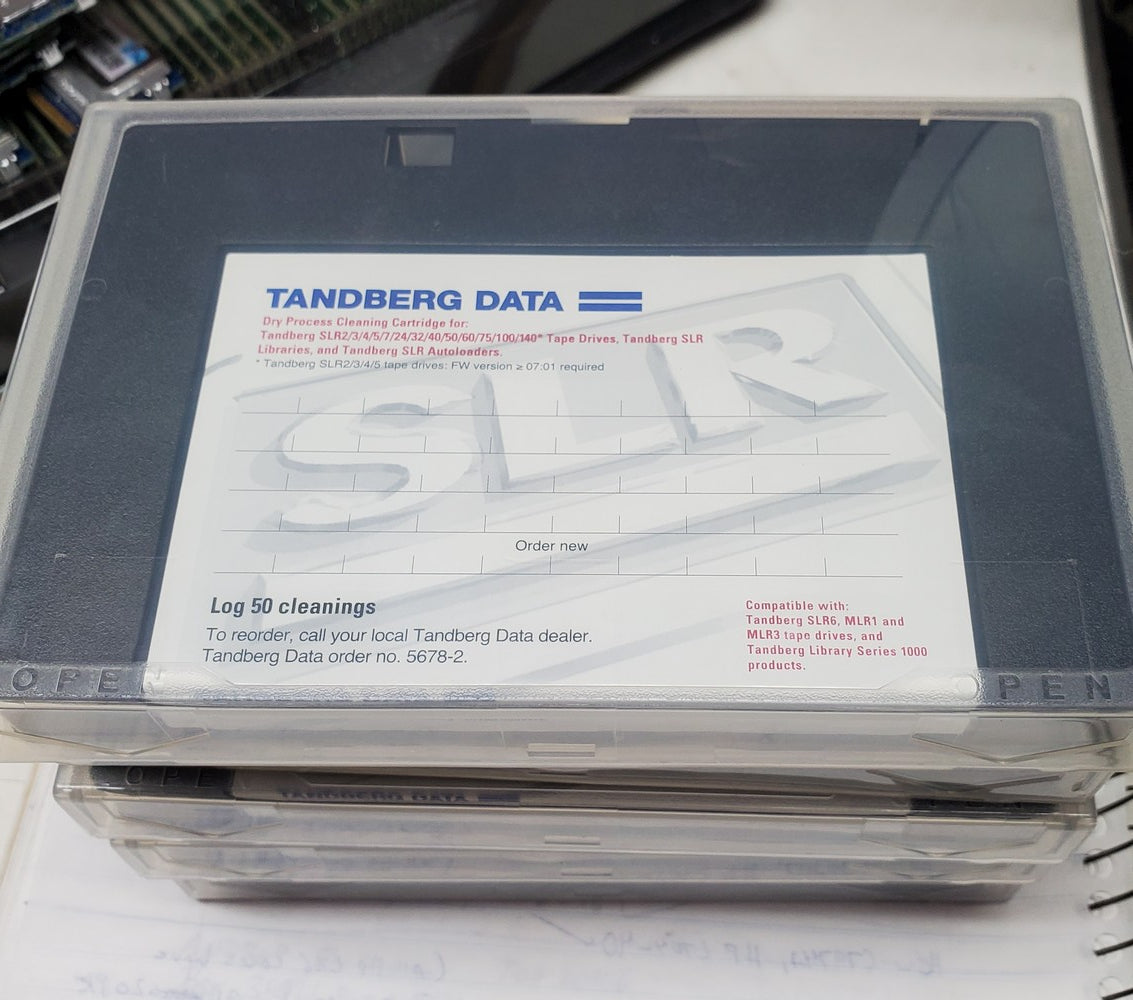 TANDBERG DATA
Dry Process Cleaning Cartridge for:
Tandberg SLR2/3/4/5/7/24/32/40/50/60/75/100/140* Tape Drives, Tandberg SLR
Libraries, and Tandberg SLR Autoloaders.
* Tandberg SLR2/3/4/5 tape drives: FW version ≥ 07:01 required
SLR
Order new
Log 50 cleanings
To reorder, call your local Tandberg Data dealer.
Tandberg Data order no. 5678-2.
Compatible with:
Tandberg SLR6, MLR1 and
MLR3 tape drives, and
Tandberg Library Series 1000
products.
OPEN
OPEN
OPE
TANDBERG DATA